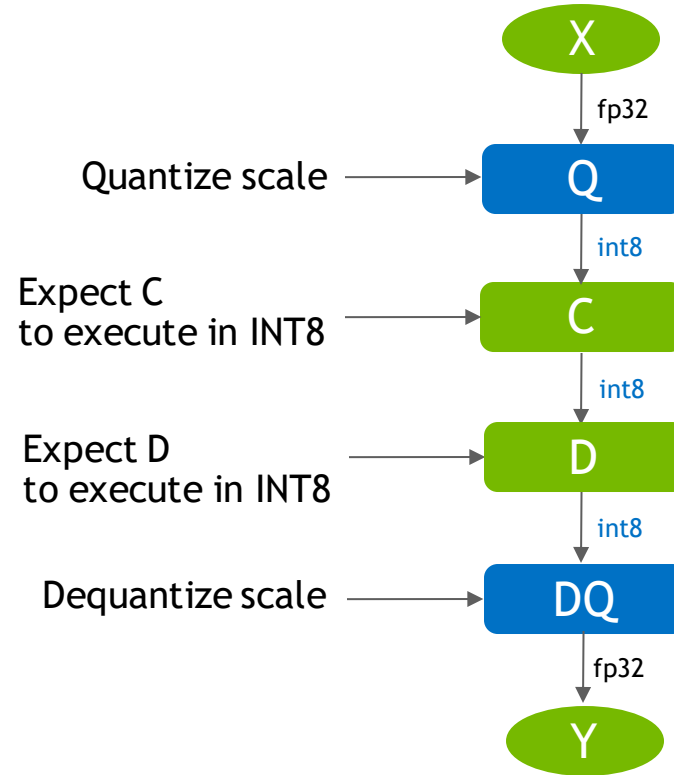 X
fp32
Quantize scale
Q
int8
Expect C
to execute in INT8
C
int8
Expect D
to execute in INT8
D
int8
Dequantize scale
DQ
fp32
Y